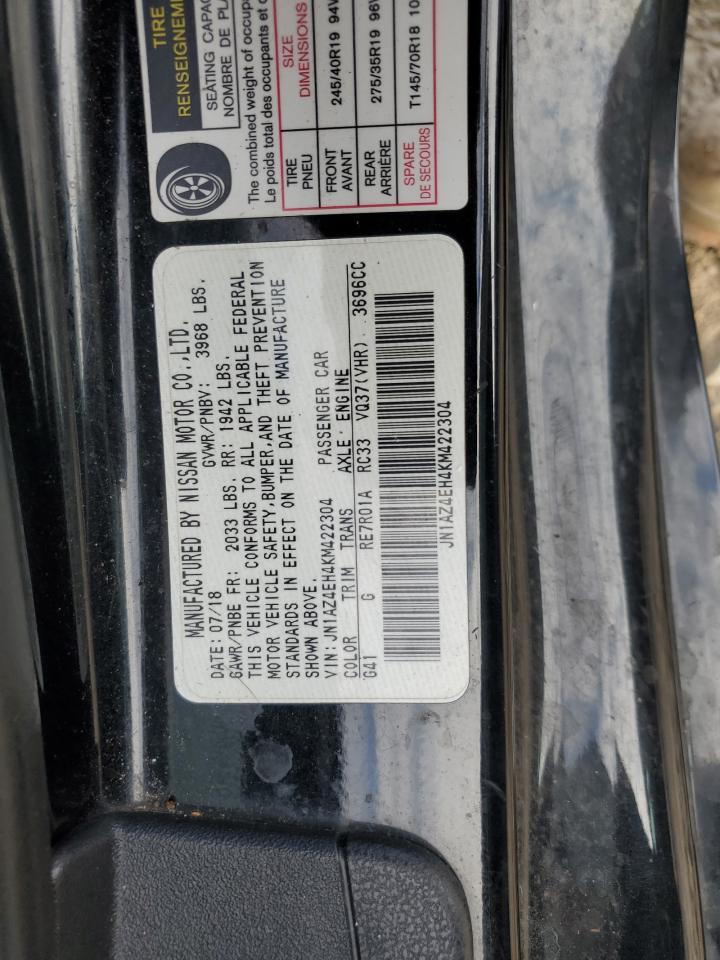 TIRE
RENSEIGNEME
SEATING CAPAC
NOMBRE DE PLA
The combined weight of occupa
Le poids total des occupants et c
TIRE
PNEU
SIZE
DIMENSIONS
FRONT
AVANT
245/40R19 94W
REAR
ARRIÈRE
275/35R19 96W
SPARE
DE SECOURS
T145/70R18 10
MANUFACTURED BY NISSAN MOTOR CO.,LTD.
DATE: 07/18 GVWR/PNBV: 3968 LBS.
GAWR/PNBE FR: 2033 LBS. RR: 1942 LBS.
THIS VEHICLE CONFORMS TO ALL APPLICABLE FEDERAL
MOTOR VEHICLE SAFETY,BUMPER,AND THEFT PREVENTION
STANDARDS IN EFFECT ON THE DATE OF MANUFACTURE
SHOWN ABOVE.
VIN:JN1AZ4EH4KM422304 PASSENGER CAR
COLOR TRIM TRANS AXLE ENGINE
G41 G RE7R01A RC33 VQ37(VHR) 3696CC
JN1AZ4EH4KM422304